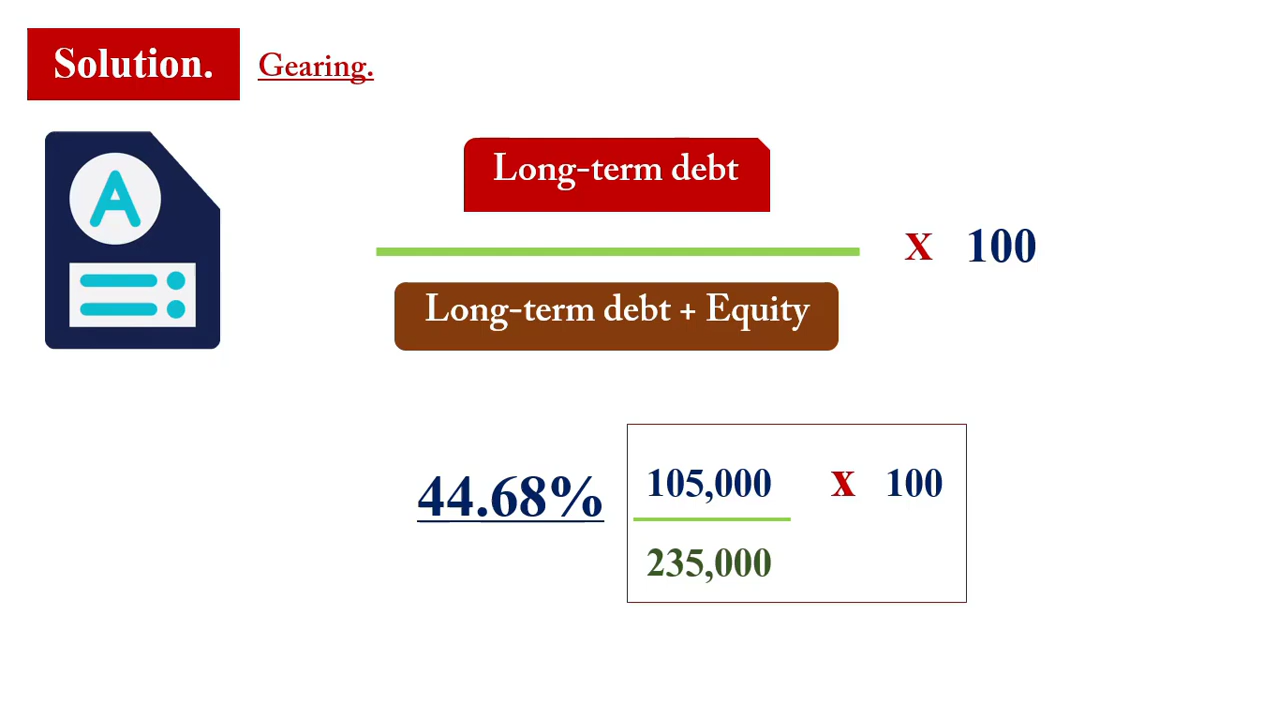 Solution.
Gearing.
A
Long-term debt
x 100
Long-term debt + Equity
44.68%
105,000 x 100
235,000